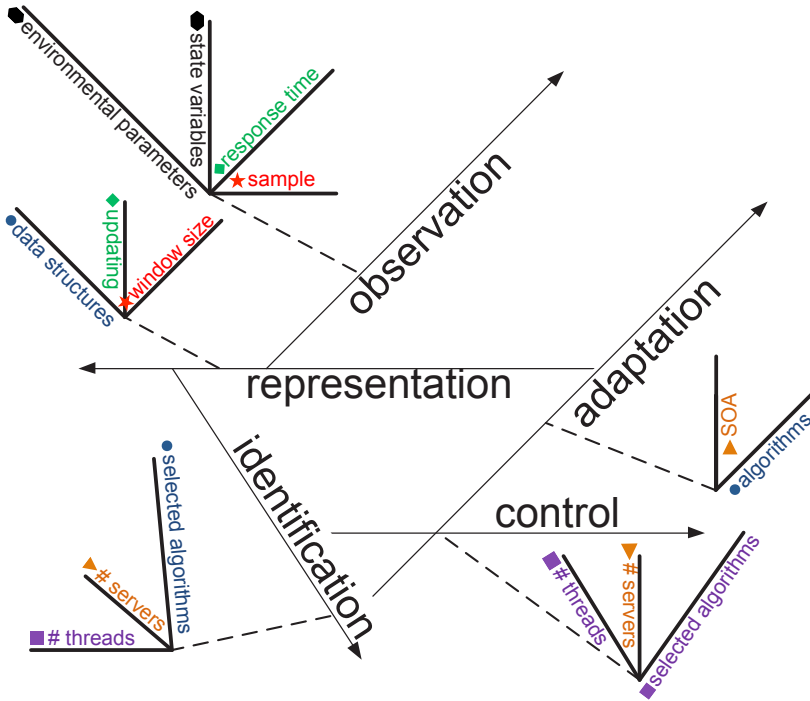 environmental parameters
state variables
response time
sample
observation
data structures
updating
window size
representation
adaptation
SOA
algorithms
identification
selected algorithms
# servers
# threads
control
# threads
# servers
selected algorithms